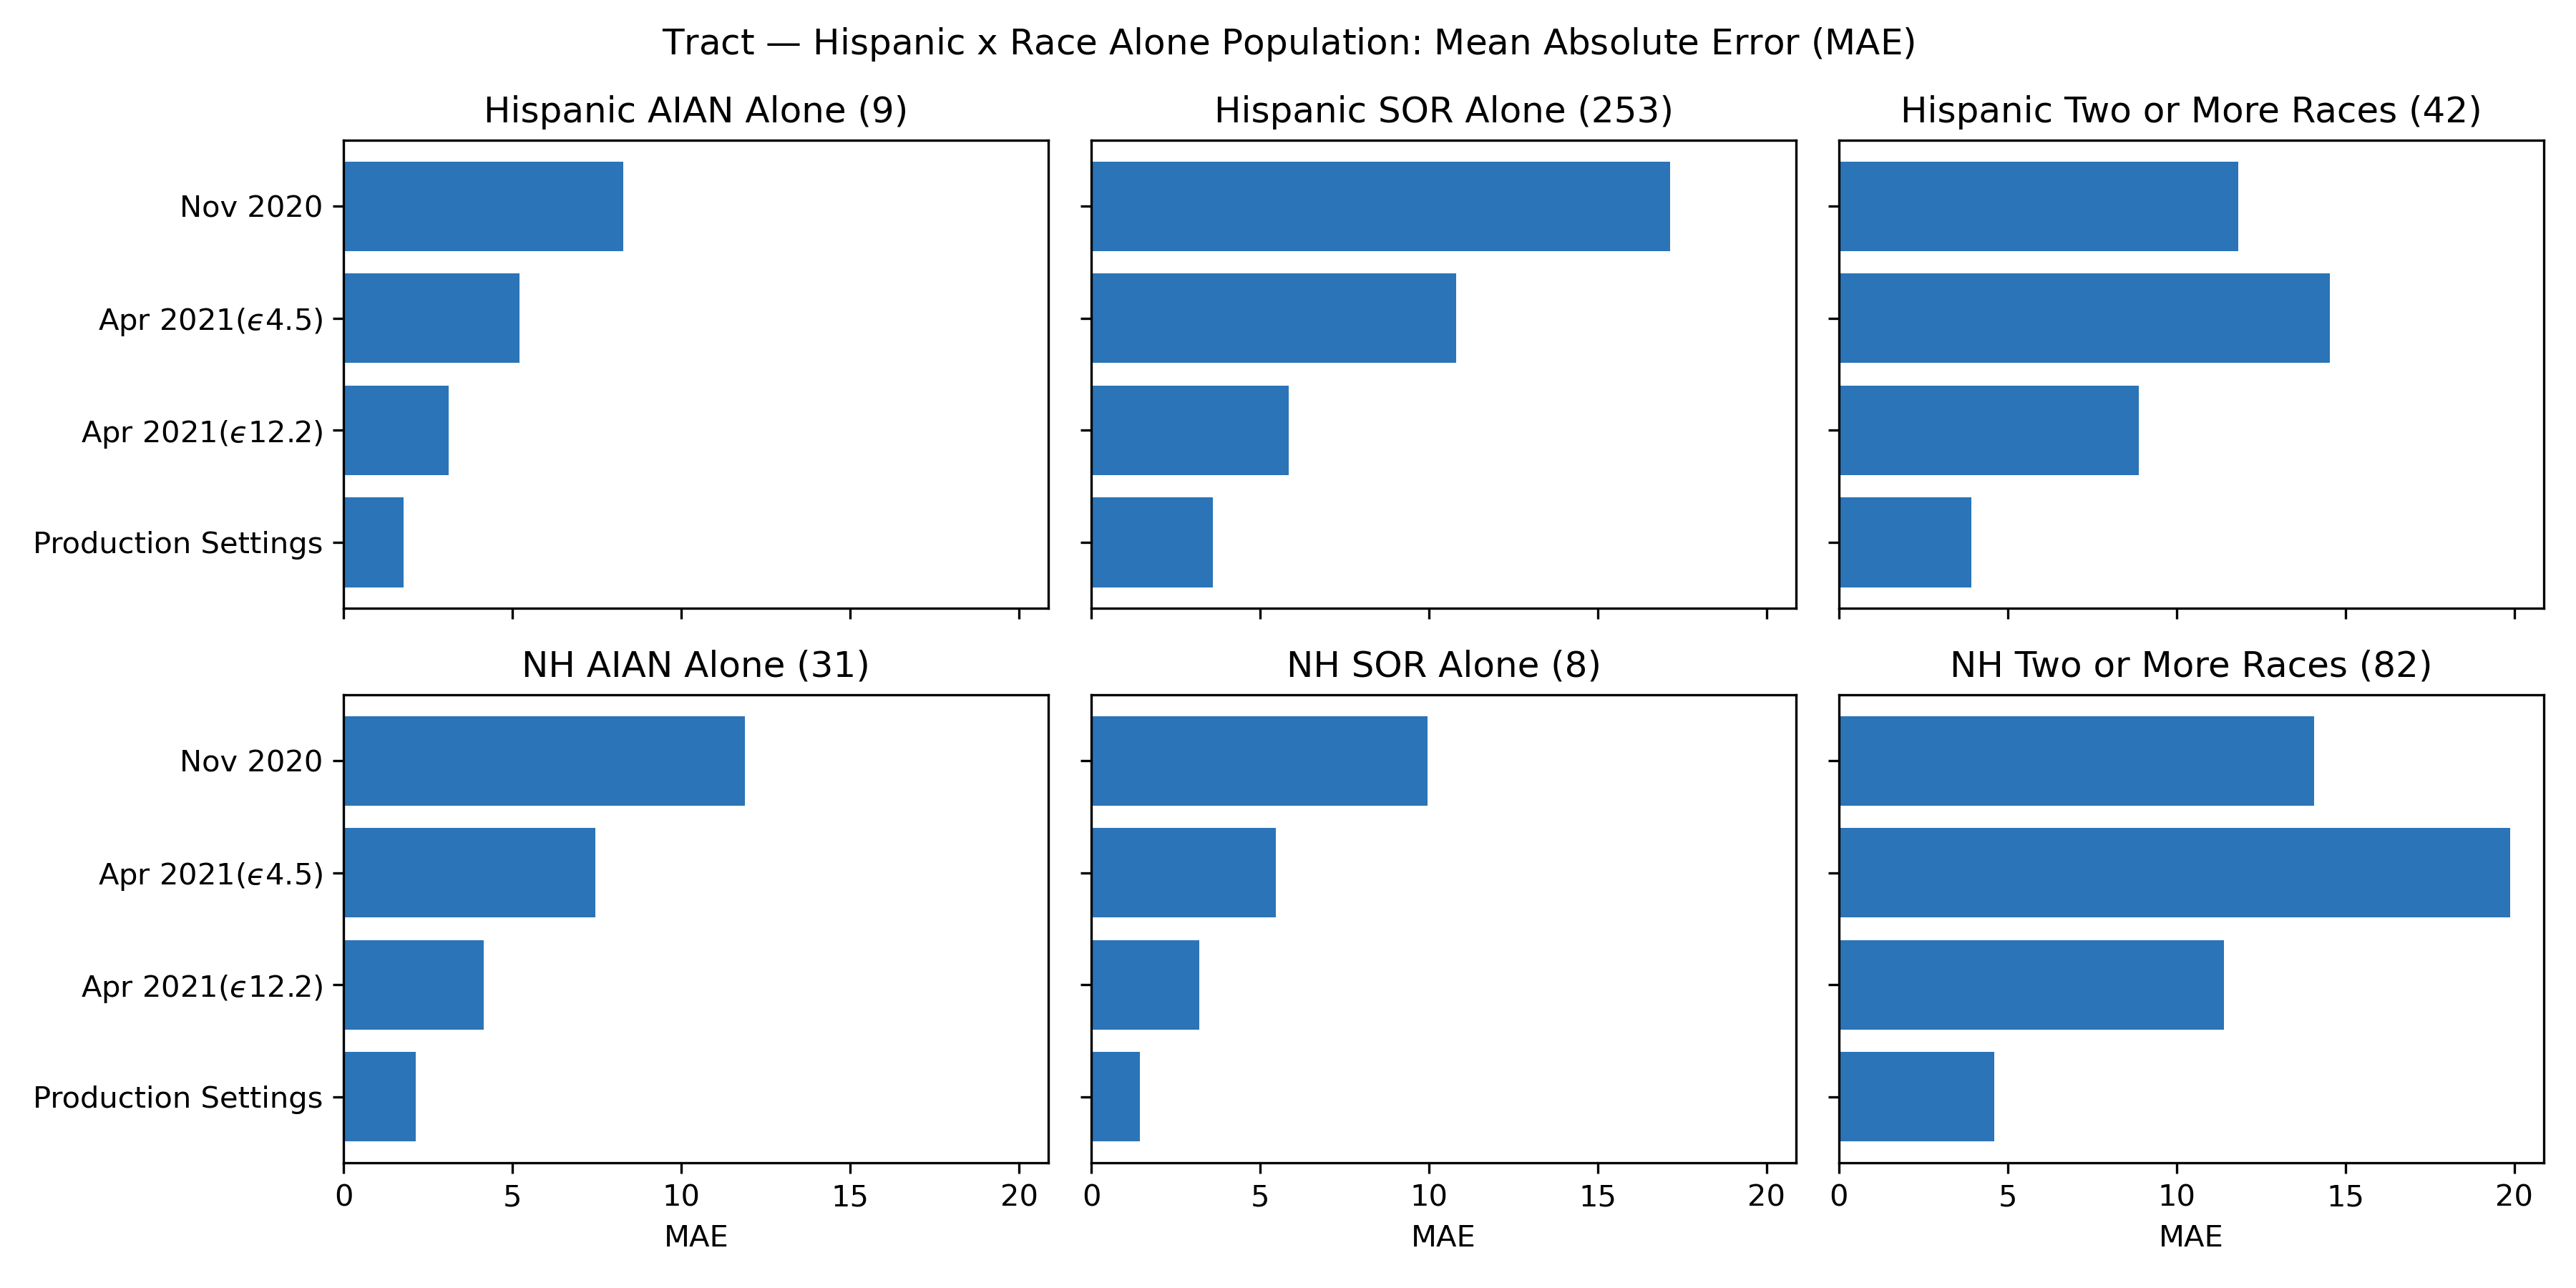 Tract — Hispanic x Race Alone Population: Mean Absolute Error (MAE)
Hispanic AIAN Alone (9)
Hispanic SOR Alone (253)
Hispanic Two or More Races (42)
Nov 2020
Apr 2021(ϵ4.5)
Apr 2021(ϵ12.2)
Production Settings
NH AIAN Alone (31)
NH SOR Alone (8)
NH Two or More Races (82)
Nov 2020
Apr 2021(ϵ4.5)
Apr 2021(ϵ12.2)
Production Settings
0 5 10 15 20
0 5 10 15 20
0 5 10 15 20
MAE
MAE
MAE